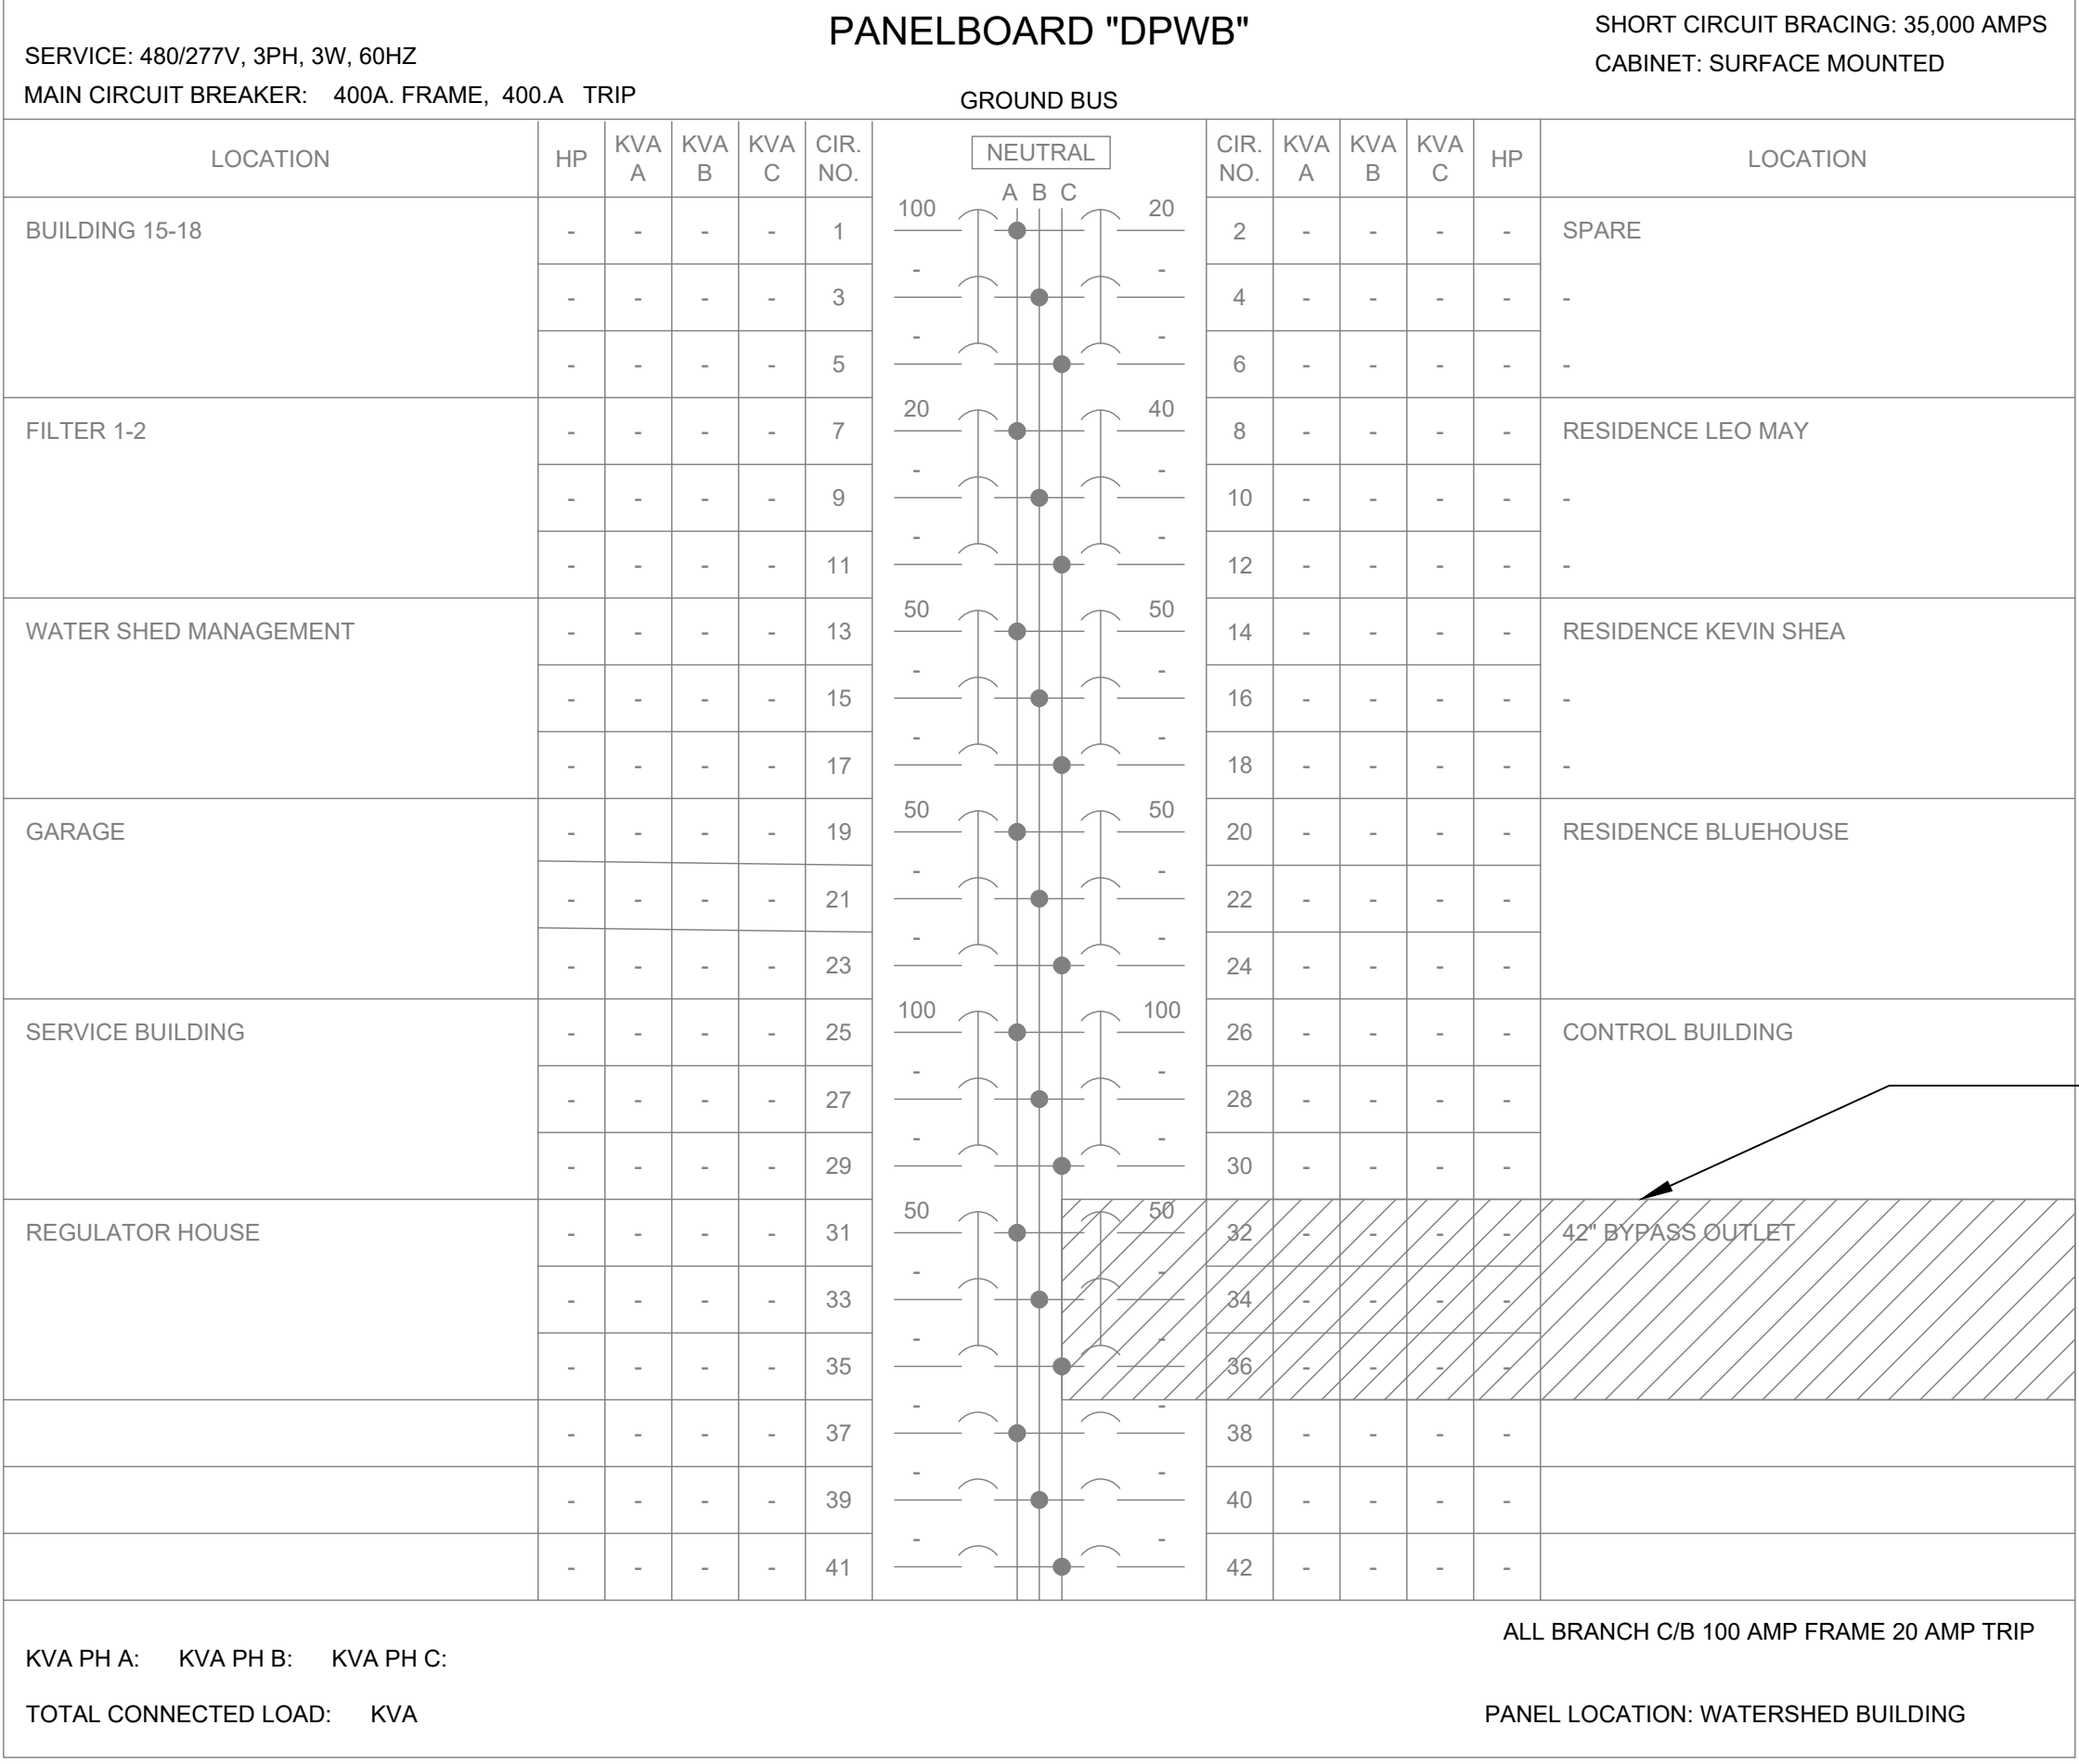 PANELBOARD "DPWB"
SERVICE: 480/277V, 3PH, 3W, 60HZ
MAIN CIRCUIT BREAKER: 400A. FRAME, 400.A TRIP
GROUND BUS
SHORT CIRCUIT BRACING: 35,000 AMPS
CABINET: SURFACE MOUNTED
LOCATION HP KVA A KVA B KVA C CIR. NO. NEUTRAL CIR. NO. KVA A KVA B KVA C HP LOCATION
A B C
BUILDING 15-18 - - - - 1 100 20 2 - - - - SPARE
- - - - 3 - - 4 - - - - -
- - - - 5 - - 6 - - - - -
FILTER 1-2 - - - - 7 20 40 8 - - - - RESIDENCE LEO MAY
- - - - 9 - - 10 - - - - -
- - - - 11 - - 12 - - - - -
WATER SHED MANAGEMENT - - - - 13 50 50 14 - - - - RESIDENCE KEVIN SHEA
- - - - 15 - - 16 - - - - -
- - - - 17 - - 18 - - - - -
GARAGE - - - - 19 50 50 20 - - - - RESIDENCE BLUEHOUSE
- - - - 21 - - 22 - - - -
- - - - 23 - - 24 - - - -
SERVICE BUILDING - - - - 25 100 100 26 - - - - CONTROL BUILDING
- - - - 27 - - 28 - - - -
- - - - 29 - - 30 - - - -
REGULATOR HOUSE - - - - 31 50 50 32 - - - - 42" BYPASS OUTLET
- - - - 33 - - 34 - - - -
- - - - 35 - - 36 - - - -
- - - - 37 - - 38 - - - -
- - - - 39 - - 40 - - - -
- - - - 41 - - 42 - - - -
ALL BRANCH C/B 100 AMP FRAME 20 AMP TRIP
KVA PH A: KVA PH B: KVA PH C:
TOTAL CONNECTED LOAD: KVA
PANEL LOCATION: WATERSHED BUILDING